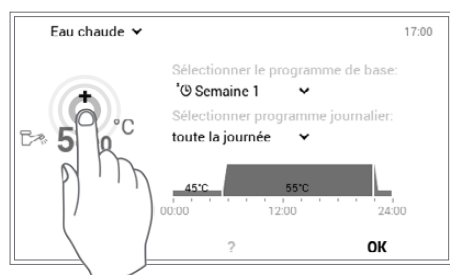 Eau chaude
17:00
Sélectionner le programme de base:
Semaine 1
Sélectionner programme journalier:
toute la journée
+
°C
45°C 55°C
00:00 12:00 24:00
? OK